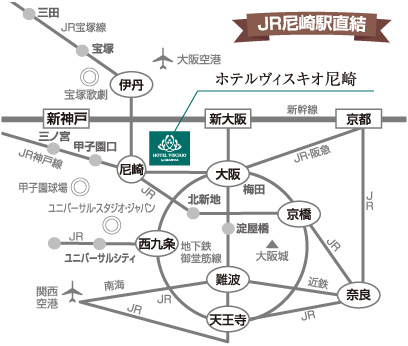 三田
JR宝塚線
JR尼崎駅直結
宝塚
大阪空港
伊丹
ホテルヴィスキオ尼崎
宝塚歌劇
新幹線
新神戸
新大阪
京都
三ノ宮
甲子園口
HOTEL VISCHIO
JR神戸線
尼崎
大阪
JR・阪急
梅田
甲子園球場
JR
北新地
京橋
JR
ユニバーサル・スタジオ・ジャパン
淀屋橋
JR
西九条
地下鉄
御堂筋線
大阪城
JR
ユニバーサルシティ
難波
関西
空港
南海
近鉄
奈良
JR
天王寺
JR